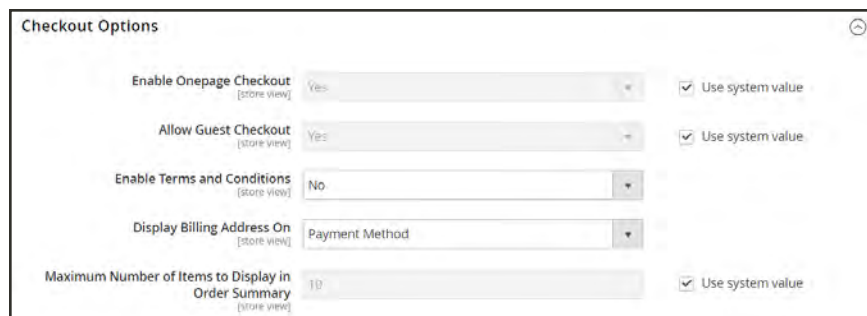 Checkout Options
Enable Onepage Checkout
[store view]
Yes
Use system value
Allow Guest Checkout
[store view]
Yes
Use system value
Enable Terms and Conditions
[store view]
No
Display Billing Address On
[store view]
Payment Method
Maximum Number of Items to Display in
Order Summary
[store view]
10
Use system value